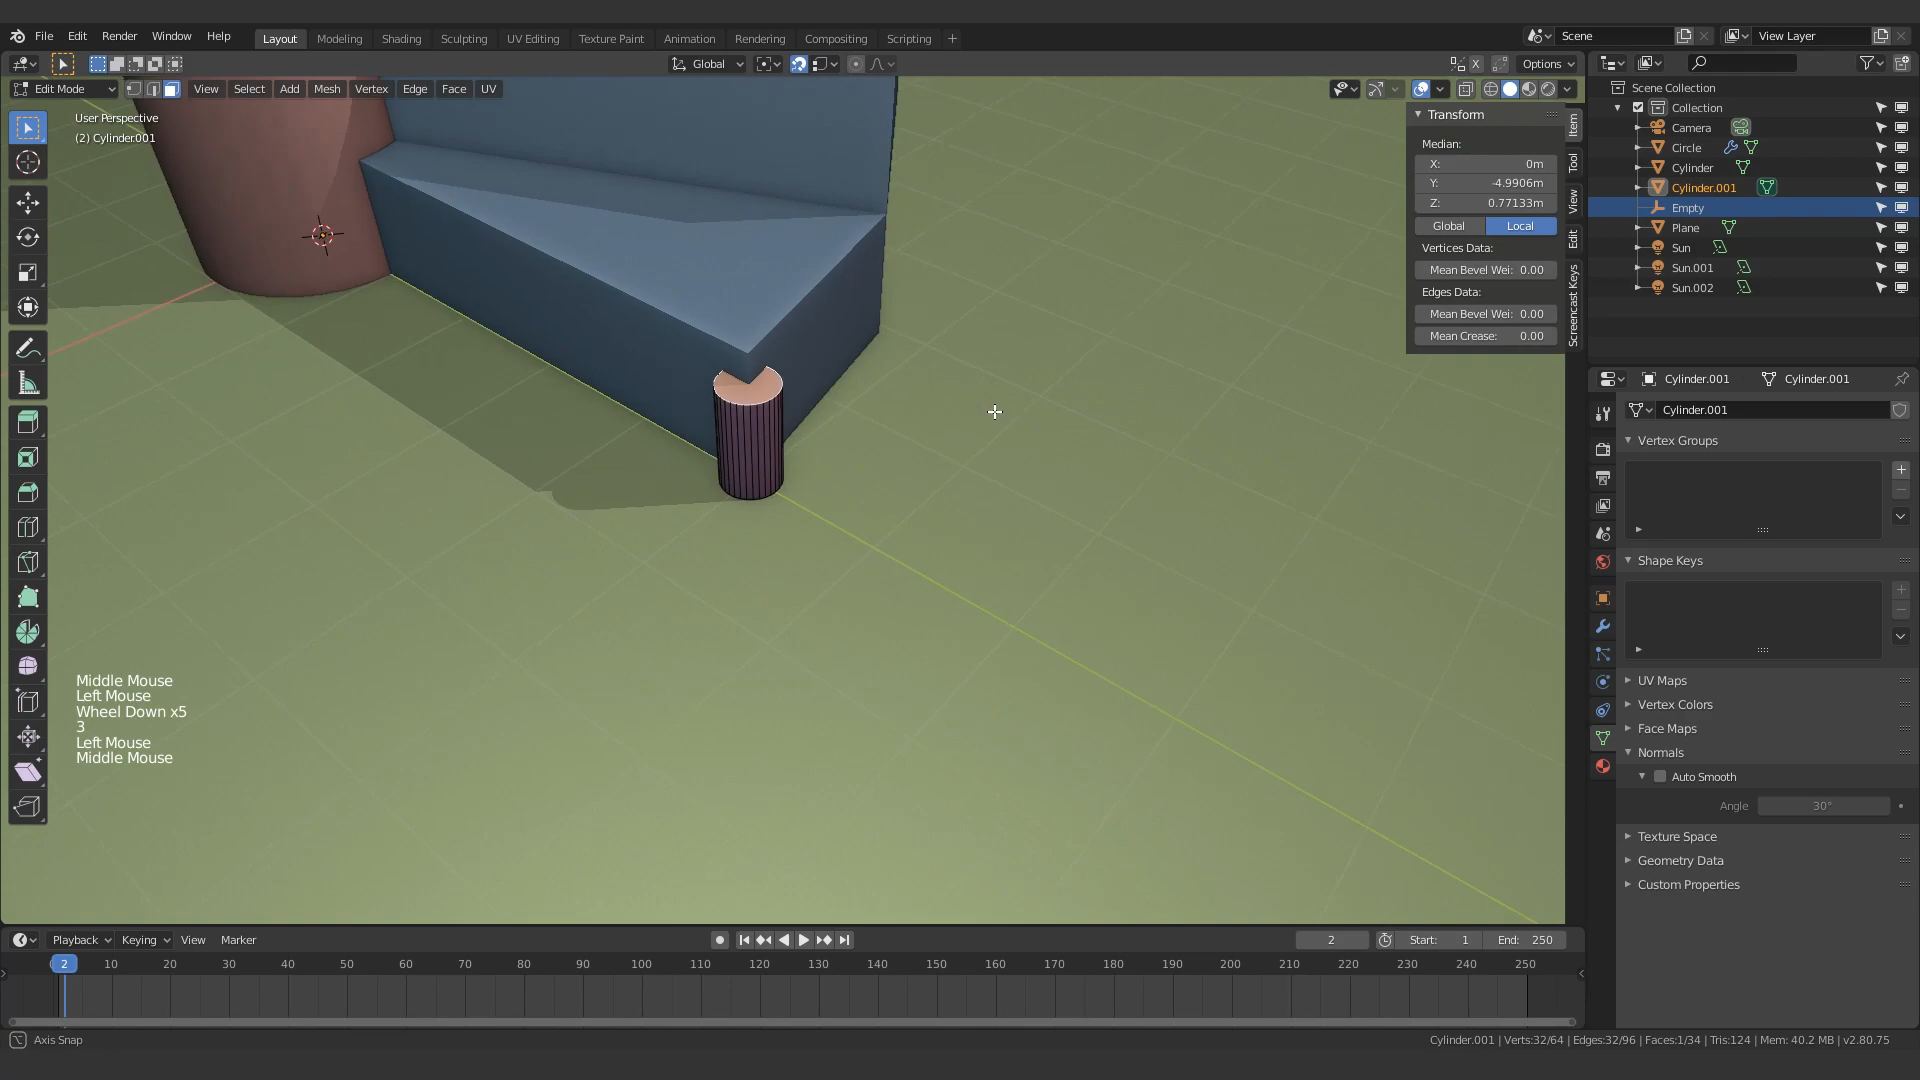 File Edit Render Window Help Layout Modeling Shading Sculpting UV Editing Texture Paint Animation Rendering Compositing Scripting + Scene View Layer
Global X Options
Edit Mode View Select Add Mesh Vertex Edge Face UV
User Perspective
(2) Cylinder.001
Transform
Median:
X: 0m
Y: -4.9906m
Z: 0.77133m
Global Local
Vertices Data:
Mean Bevel Wei: 0.00
Edges Data:
Mean Bevel Wei: 0.00
Mean Crease: 0.00
Item
Tool
View
Edit
Screencast Keys
Scene Collection
Collection
Camera
Circle
Cylinder
Cylinder.001
Empty
Plane
Sun
Sun.001
Sun.002
Cylinder.001 Cylinder.001
Cylinder.001
Vertex Groups
Shape Keys
UV Maps
Vertex Colors
Face Maps
Normals
Auto Smooth
Angle 30°
Texture Space
Geometry Data
Custom Properties
Middle Mouse
Left Mouse
Wheel Down x5
3
Left Mouse
Middle Mouse
Playback Keying View Marker 2 Start: 1 End: 250
2 10 20 30 40 50 60 70 80 90 100 110 120 130 140 150 160 170 180 190 200 210 220 230 240 250
Axis Snap
Cylinder.001 | Verts:32/64 | Edges:32/96 | Faces:1/34 | Tris:124 | Mem: 40.2 MB | v2.80.75